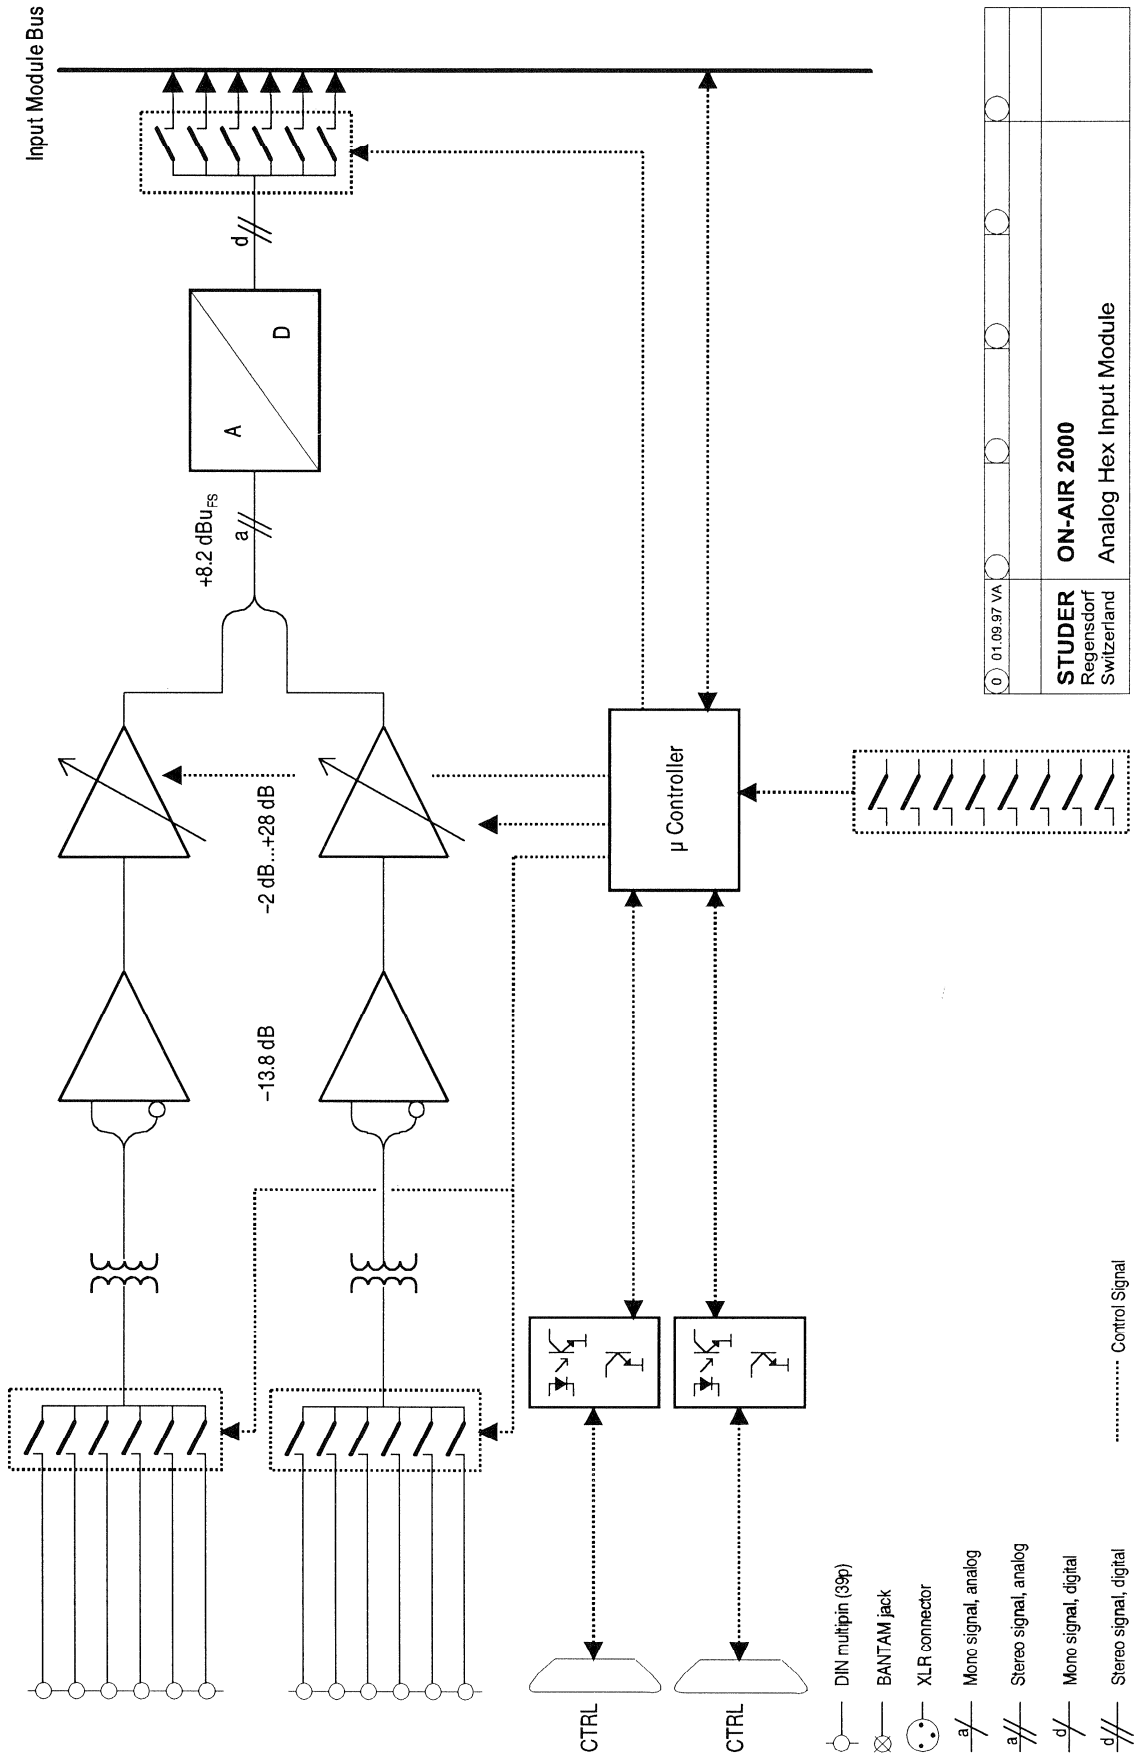 Input Module Bus
d
A
D
+8.2 dBuFS
a
−2 dB...+28 dB
−13.8 dB
µ Controller
CTRL
CTRL
DIN multipin (39p)
BANTAM jack
XLR connector
a
Mono signal, analog
a
Stereo signal, analog
d
Mono signal, digital
d
Stereo signal, digital
Control Signal
0 01.09.97 VA
STUDER
Regensdorf
Switzerland
ON-AIR 2000
Analog Hex Input Module